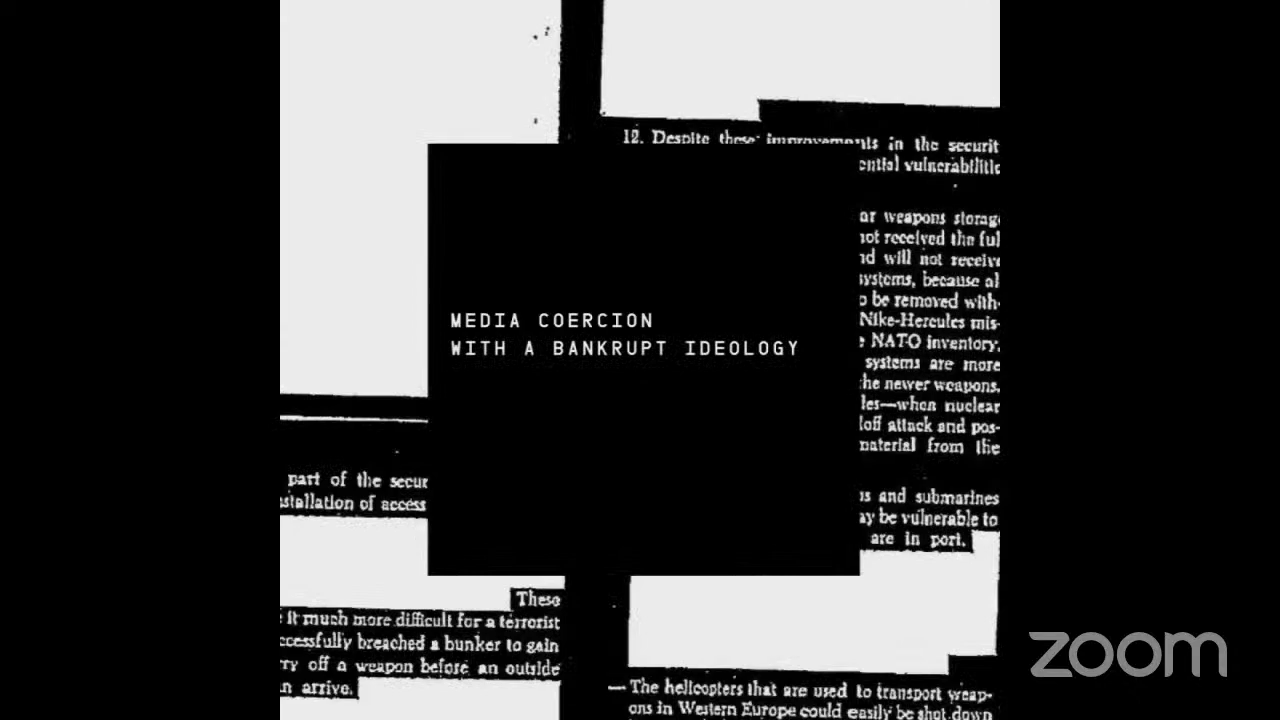 12. Despite these improvements in the securit
ential vulnerabilitie
ar weapons storag
not received the ful
nd will not receive
systems, because al
o be removed with-
Nike-Hercules mis-
e NATO inventory.
systems are more
the newer weapons.
les—when nuclear
doff attack and pos-
material from the
ns and submarines
ay be vulnerable to
are in port.
MEDIA COERCION
WITH A BANKRUPT IDEOLOGY
part of the secur
stallation of access
These
it much more difficult for a terrorist
ccessfully breached a bunker to gain
rry off a weapon before an outside
n arrive.
—The helicopters that are used to transport weap-
ons in Western Europe could easily be shot down
zoom